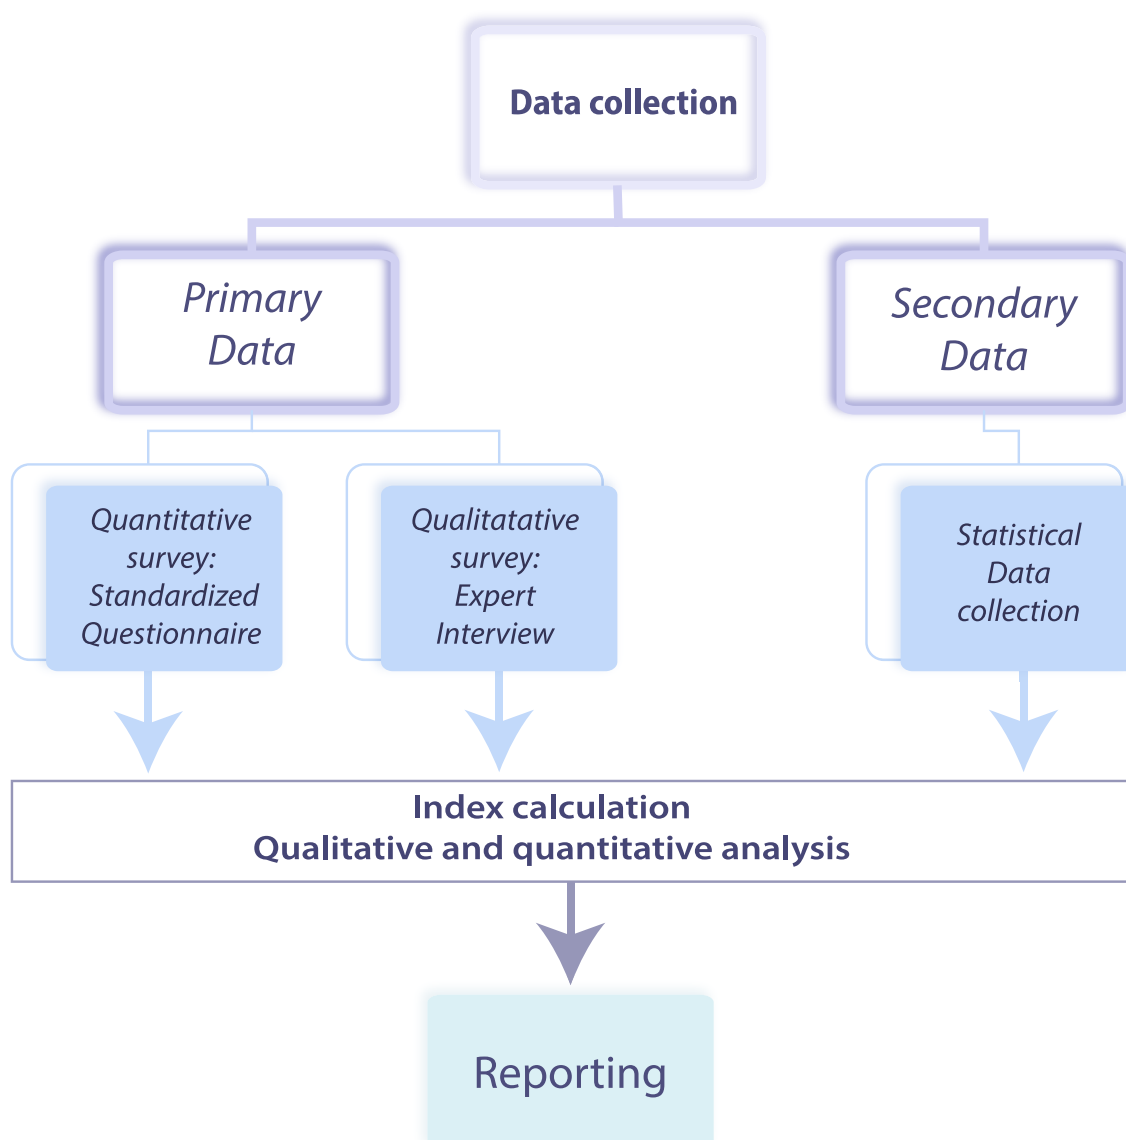 Data collection
Primary
Data
Secondary
Data
Quantitative
survey:
Standardized
Questionnaire
Qualitatative
survey:
Expert
Interview
Statistical
Data
collection
Index calculation
Qualitative and quantitative analysis
Reporting